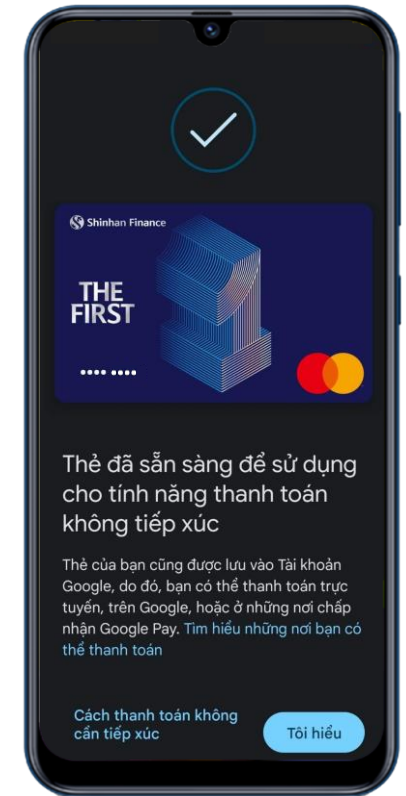 Shinhan Finance
THE
FIRST
•••• ••••
Thẻ đã sẵn sàng để sử dụng
cho tính năng thanh toán
không tiếp xúc
Thẻ của bạn cũng được lưu vào Tài khoản
Google, do đó, bạn có thể thanh toán trực
tuyến, trên Google, hoặc ở những nơi chấp
nhận Google Pay. Tìm hiểu những nơi bạn có
thể thanh toán
Cách thanh toán không
cần tiếp xúc
Tôi hiểu